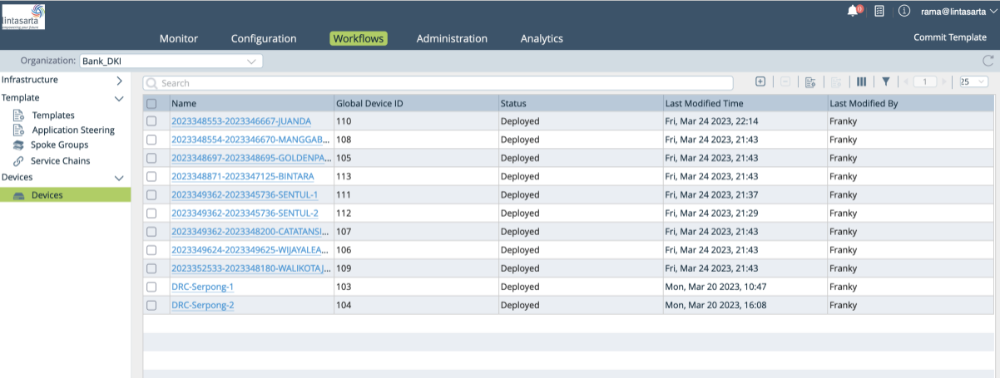 lintasarta
0
rama@lintasarta
Monitor Configuration Workflows Administration Analytics
Commit Template
Organization: Bank_DKI
Infrastructure
Template
Templates
Application Steering
Spoke Groups
Service Chains
Devices
Devices
Search
1
25
Name Global Device ID Status Last Modified Time Last Modified By
2023348553-2023346667-JUANDA 110 Deployed Fri, Mar 24 2023, 22:14 Franky
2023348554-2023346670-MANGGAB... 108 Deployed Fri, Mar 24 2023, 21:43 Franky
2023348697-2023348695-GOLDENPA... 105 Deployed Fri, Mar 24 2023, 21:43 Franky
2023348871-2023347125-BINTARA 113 Deployed Fri, Mar 24 2023, 21:43 Franky
2023349362-2023345736-SENTUL-1 111 Deployed Fri, Mar 24 2023, 21:37 Franky
2023349362-2023345736-SENTUL-2 112 Deployed Fri, Mar 24 2023, 21:29 Franky
2023349362-2023348200-CATATANSI... 107 Deployed Fri, Mar 24 2023, 21:43 Franky
2023349624-2023349625-WIJAYALEA... 106 Deployed Fri, Mar 24 2023, 21:43 Franky
2023352533-2023348180-WALIKOTAJ... 109 Deployed Fri, Mar 24 2023, 21:43 Franky
DRC-Serpong-1 103 Deployed Mon, Mar 20 2023, 10:47 Franky
DRC-Serpong-2 104 Deployed Mon, Mar 20 2023, 16:08 Franky